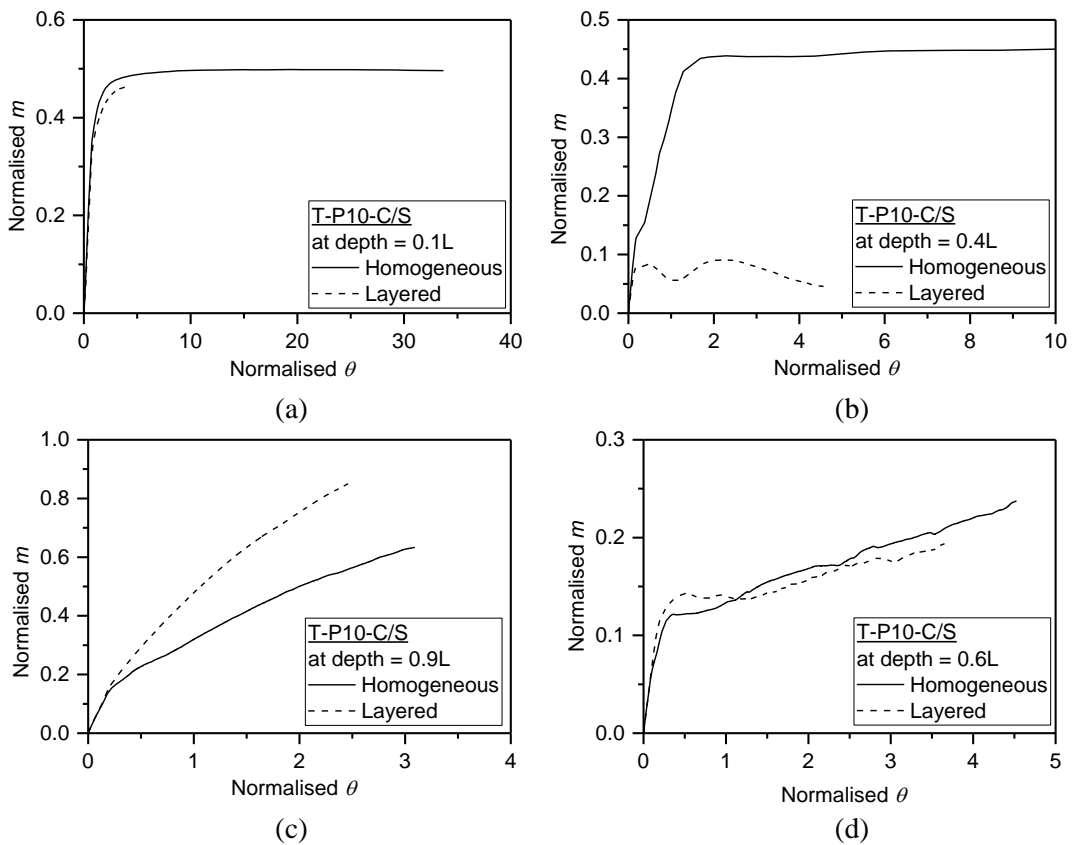 0.6
0.4
0.2
0.0
Normalised m
0
10
20
30
40
Normalised θ
T-P10-C/S
at depth = 0.1L
Homogeneous
Layered
(a)
0.5
0.4
0.3
0.2
0.1
0.0
Normalised m
0
2
4
6
8
10
Normalised θ
T-P10-C/S
at depth = 0.4L
Homogeneous
Layered
(b)
1.0
0.8
0.6
0.4
0.2
0.0
Normalised m
0
1
2
3
4
Normalised θ
T-P10-C/S
at depth = 0.9L
Homogeneous
Layered
(c)
0.3
0.2
0.1
0.0
Normalised m
0
1
2
3
4
5
Normalised θ
T-P10-C/S
at depth = 0.6L
Homogeneous
Layered
(d)